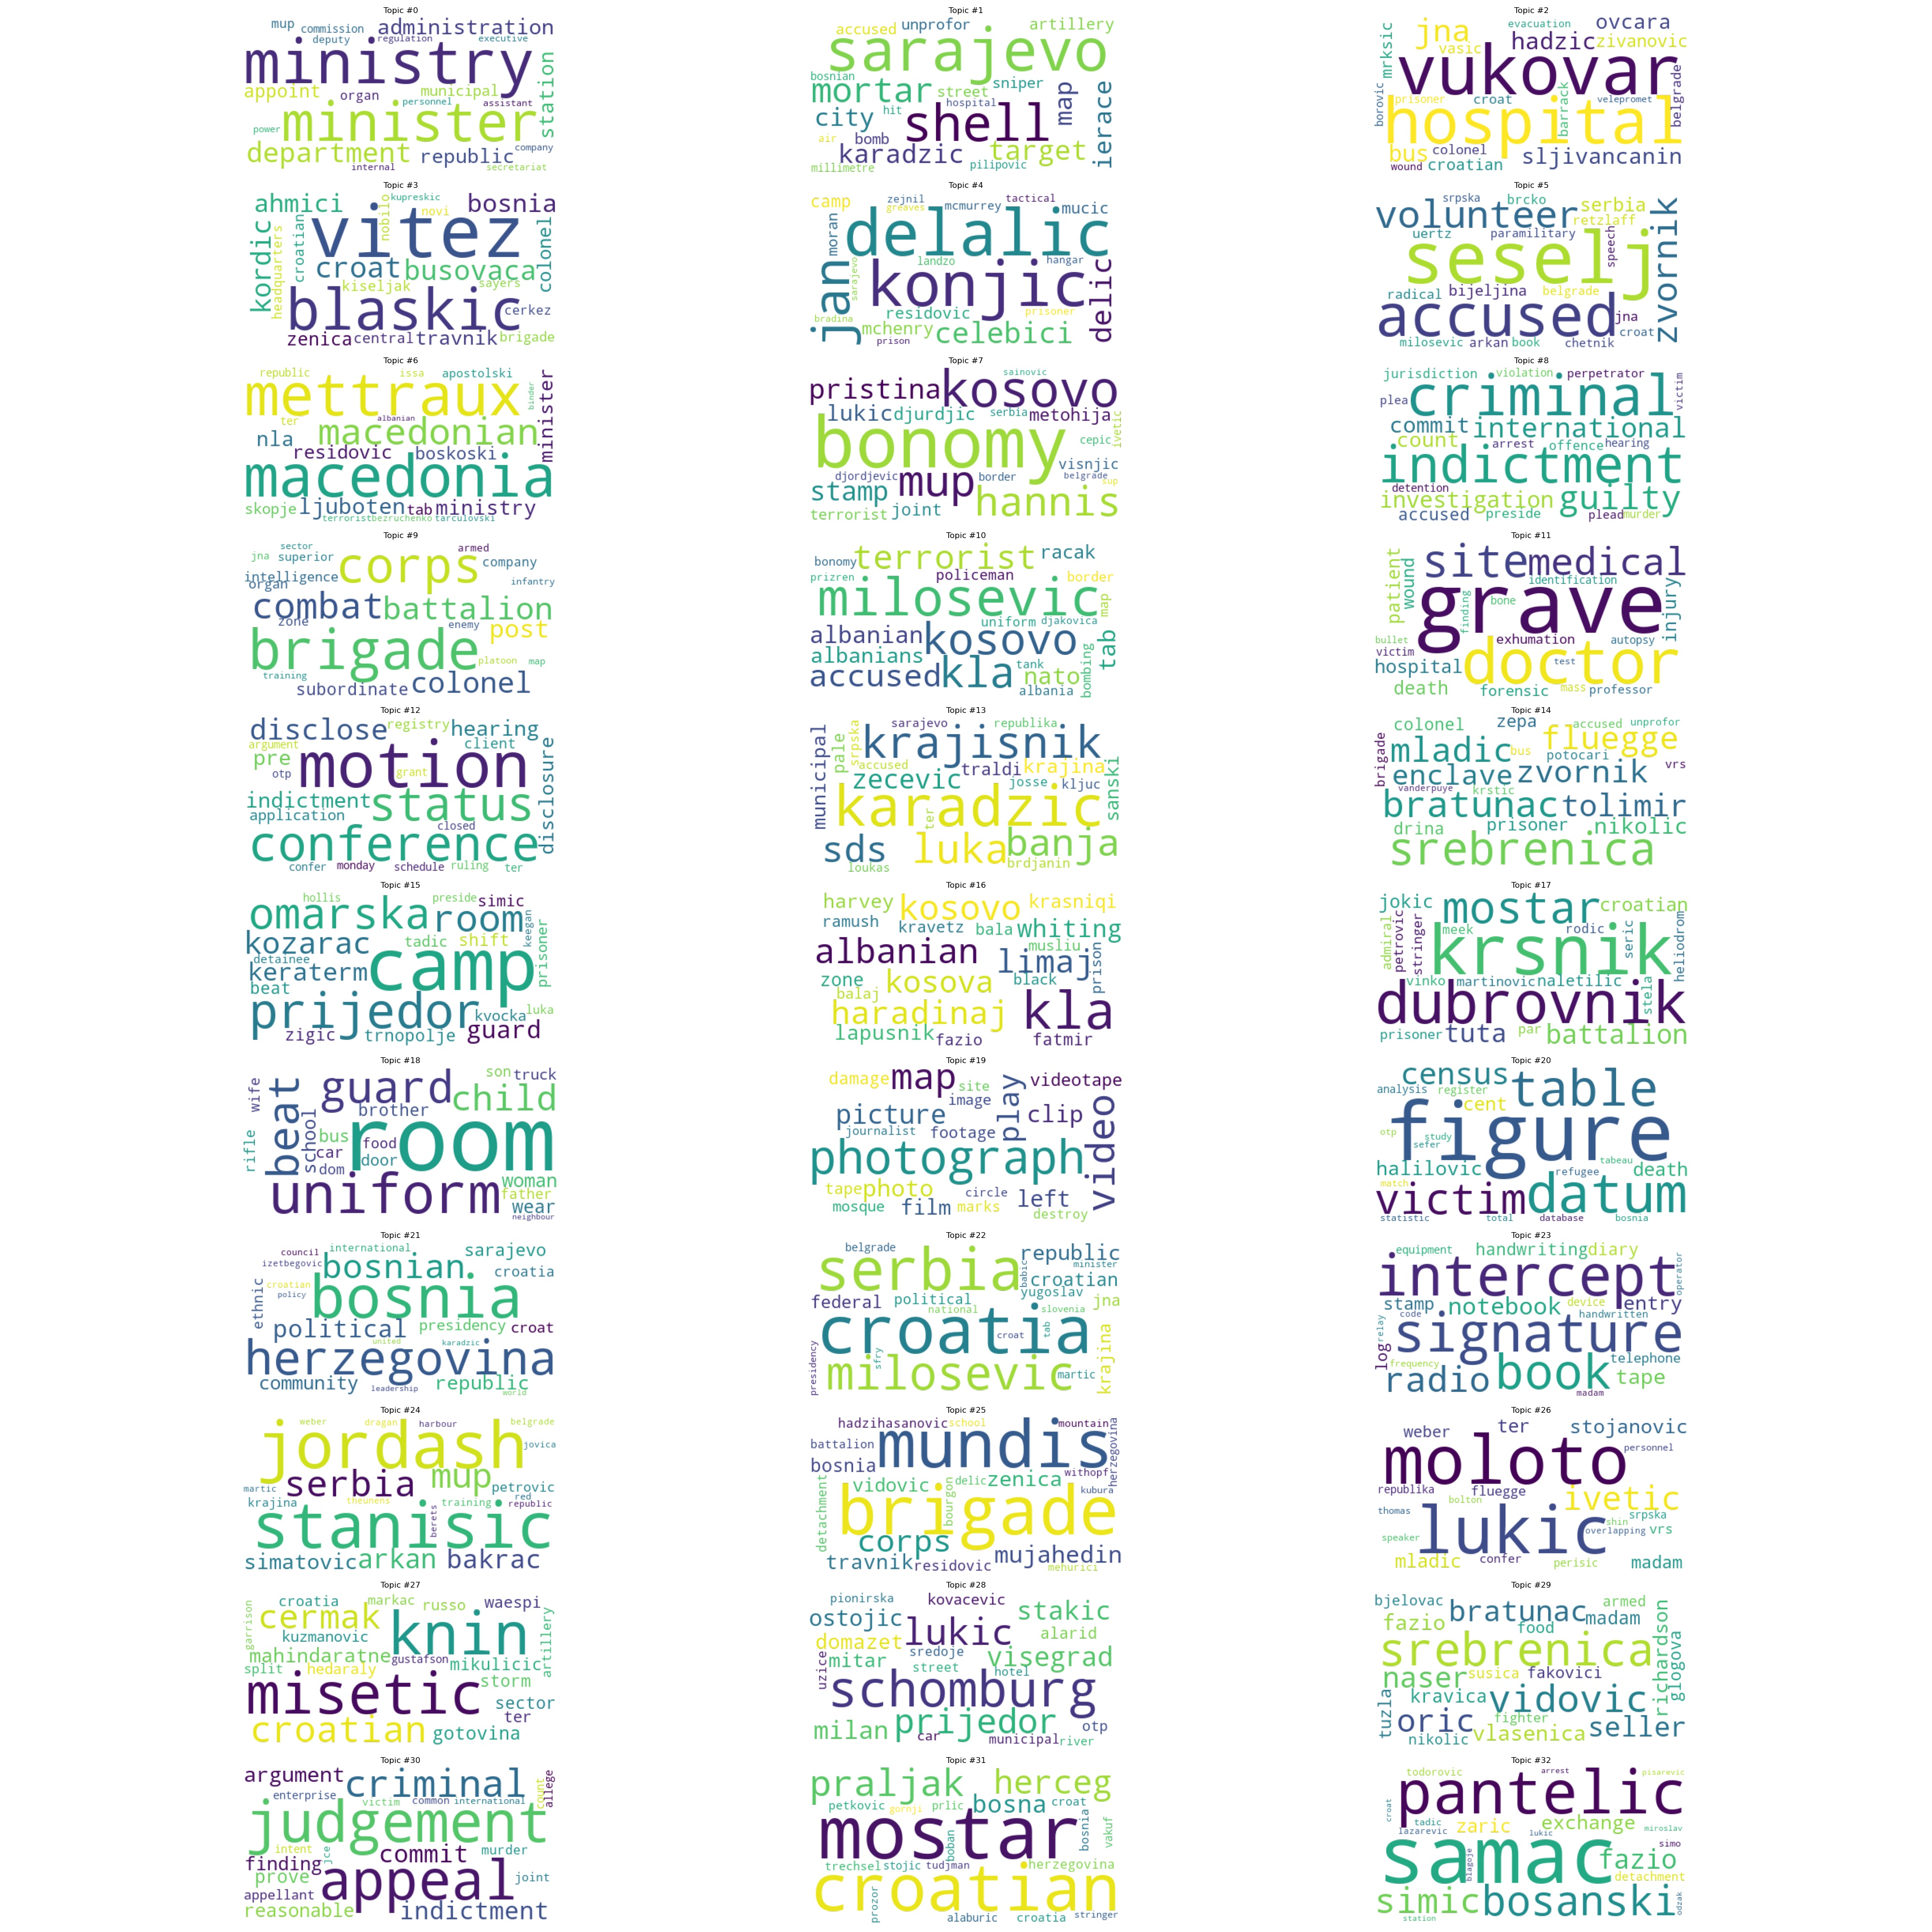 Topic #0
mup commission administration
deputy regulation executive
ministry
appoint municipal station
organ personnel assistant
power minister
department republic company
internal secretariat
Topic #1
accused unprofor artillery
sarajevo
bosnian sniper
mortar street map
hospital ierace
city hit shell
air bomb
karadzic target
millimetre pilipovic
Topic #2
evacuation ovcara
jna hadzic zivanovic
mrksic vasic
vukovar
prisoner croat velepromet
borovic barrack belgrade
hospital
bus colonel sljivancanin
wound croatian
Topic #3
ahmici kupreskic bosnia
nobilo novi
vitez
kordic croatian colonel
headquarters croat busovaca
kiseljak sayers
blaskic cerkez
zenica central travnik brigade
Topic #4
camp zejnil mcmurrey tactical
greaves mucic
moran delalic
landzo hangar
jan sarajevo konjic delic
bradina residovic prisoner
mchenry celebici
prison
Topic #5
srpska brcko serbia
volunteer retzlaff
uertz paramilitary speech
seselj zvornik
radical bijeljina belgrade
accused jna
croat
milosevic arkan book chetnik
Topic #6
republic issa apostolski
mettraux binder minister
ter albanian
nla macedonian
residovic boskoski
macedonia
skopje ljuboten tab ministry
terrorist bezruchenko tarculovski
Topic #7
sainovic
pristina kosovo
lukic djurdjic serbia metohija
bonomy cepic ivetic
visnjic
djordjevic mup border belgrade
stamp hannis sup
terrorist joint
Topic #8
jurisdiction violation perpetrator
plea criminal victim
commit international
count arrest offence hearing
indictment
detention
investigation guilty
accused preside plead murder
Topic #9
sector armed
jna superior corps company
intelligence infantry
organ
combat battalion
zone enemy post
brigade
platoon map
training
subordinate colonel
Topic #10
bonomy terrorist racak
prizren policeman border
milosevic map
uniform djakovica
albanian kosovo tab
albanians tank
accused kla nato bombing
albania
Topic #11
patient site medical
wound identification
grave injury
finding bone
bullet exhumation autopsy
victim
hospital doctor
test
death forensic mass professor
Topic #12
disclose registry hearing
argument client
pre motion disclosure
otp grant
indictment status
application
closed
conference
confer monday schedule ruling ter
Topic #13
sarajevo republika
municipal pale srpska krajisnik
accused traldi krajina
zecevic josse kljuc sanski
karadzic
ter
sds luka banja
loukas brdjanin
Topic #14
colonel zepa accused unprofor
brigade mladic bus fluegge
potocari
enclave zvornik vrs
vanderpuye krstic
bratunac tolimir
drina prisoner nikolic
srebrenica
Topic #15
hollis preside simic
omarska room keegan
kozarac tadic shift prisoner
detainee
keraterm camp
beat
prijedor kvocka luka
zigic trnopolje guard
Topic #16
harvey kosovo krasniqi
ramush kravetz bala whiting
albanian musliu
limaj prison
zone kosova black
balaj
haradinaj kla
lapusnik fazio fatmir
Topic #17
jokic mostar croatian
admiral petrovic stringer meek rodic seric heliodrom
krsnik
vinko martinovic naletilic
dubrovnik stela
prisoner tuta par battalion
Topic #18
wife guard son truck
brother child
beat school
rifle bus food room
car door
dom
uniform woman
father
wear
neighbour
Topic #19
damage map site play videotape
image
picture clip
journalist footage
photograph video
tape photo circle left
mosque film marks
destroy
Topic #20
census table
analysis register
cent
figure
otp study
sefer tabeau
halilovic refugee death
match victim datum
statistic total database bosnia
Topic #21
council international sarajevo
izetbegovic bosnian croatia
ethnic croatian
policy bosnia
political presidency croat
united karadzic
herzegovina
community leadership republic
world
Topic #22
belgrade republic
serbia babic minister
croatian
federal political yugoslav
national slovenia jna
croatia
croat tab
presidency sfry milosevic martic krajina
Topic #23
equipment handwriting diary
intercept operator
stamp notebook device entry
code handwritten
log relay signature
frequency telephone
radio book tape
madam
Topic #24
weber dragan harbour belgrade
jordash jovica
serbia mup petrovic
martic red
krajina theunens training republic
stanisic berets
simatovic arkan bakrac
Topic #25
hadzihasanovic school mountain
battalion mundis herzegovina
bosnia withopf
vidovic delic zenica
detachment bourgon kubura
brigade
corps mujahedin
travnik residovic mehurici
Topic #26
weber ter stojanovic
moloto personnel
republika fluegge ivetic
thomas bolton shin srpska
lukic overlapping vrs
speaker
mladic confer perisic madam
Topic #27
croatia markac russo waespi
garrison cermak knin
kuzmanovic artillery
mahindaratne gustafson mikulicic
split hedaraly storm
misetic sector
ter
croatian gotovina
Topic #28
pionirska kovacevic
ostojic lukic stakic
domazet alarid
sredoje
uzice mitar street visegrad
hotel
schomburg
milan prijedor otp
car municipal river
Topic #29
bjelovac armed
fazio bratunac madam richardson
food
srebrenica glogova
naser susica fakovici
tuzla kravica vidovic
oric fighter seller
nikolic vlasenica
Topic #30
argument criminal count allege
enterprise
victim common international
judgement
intent commit murder
finding jce
prove appeal joint
appellant
reasonable indictment
Topic #31
praljak herceg
petkovic gornji prlic bosna croat
mostar bosnia vakuf
boban
trechsel stojic tudjman herzegovina
croatian
prozor alaburic croatia stringer
Topic #32
todorovic arrest pisarevic
pantelic
croat tadic zaric exchange
lazarevic lukic miroslav
samac simo
blagoje fazio
detachment
simic bosanski odzak
station